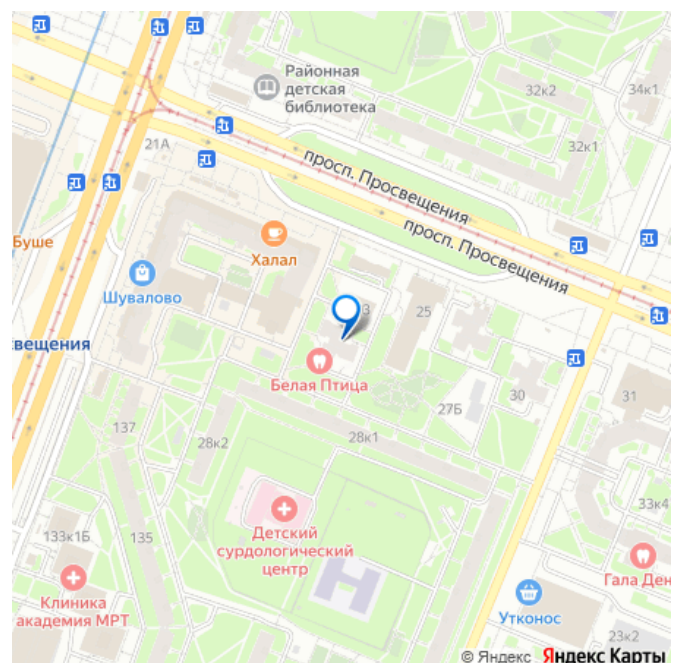 Районная
детская
библиотека
32к2
34к1
21А
32к1
просп. Просвещения
просп. Просвещения
Буше
Халал
Шувалово
25
свещения
Белая Птица
27Б
30
31
137
28к2
28к1
33к4
133к1Б
135
Детский
сурдологический
центр
Гала Ден
Клиника
академия МРТ
Утконос
23к2
© Яндекс Яндекс Карты